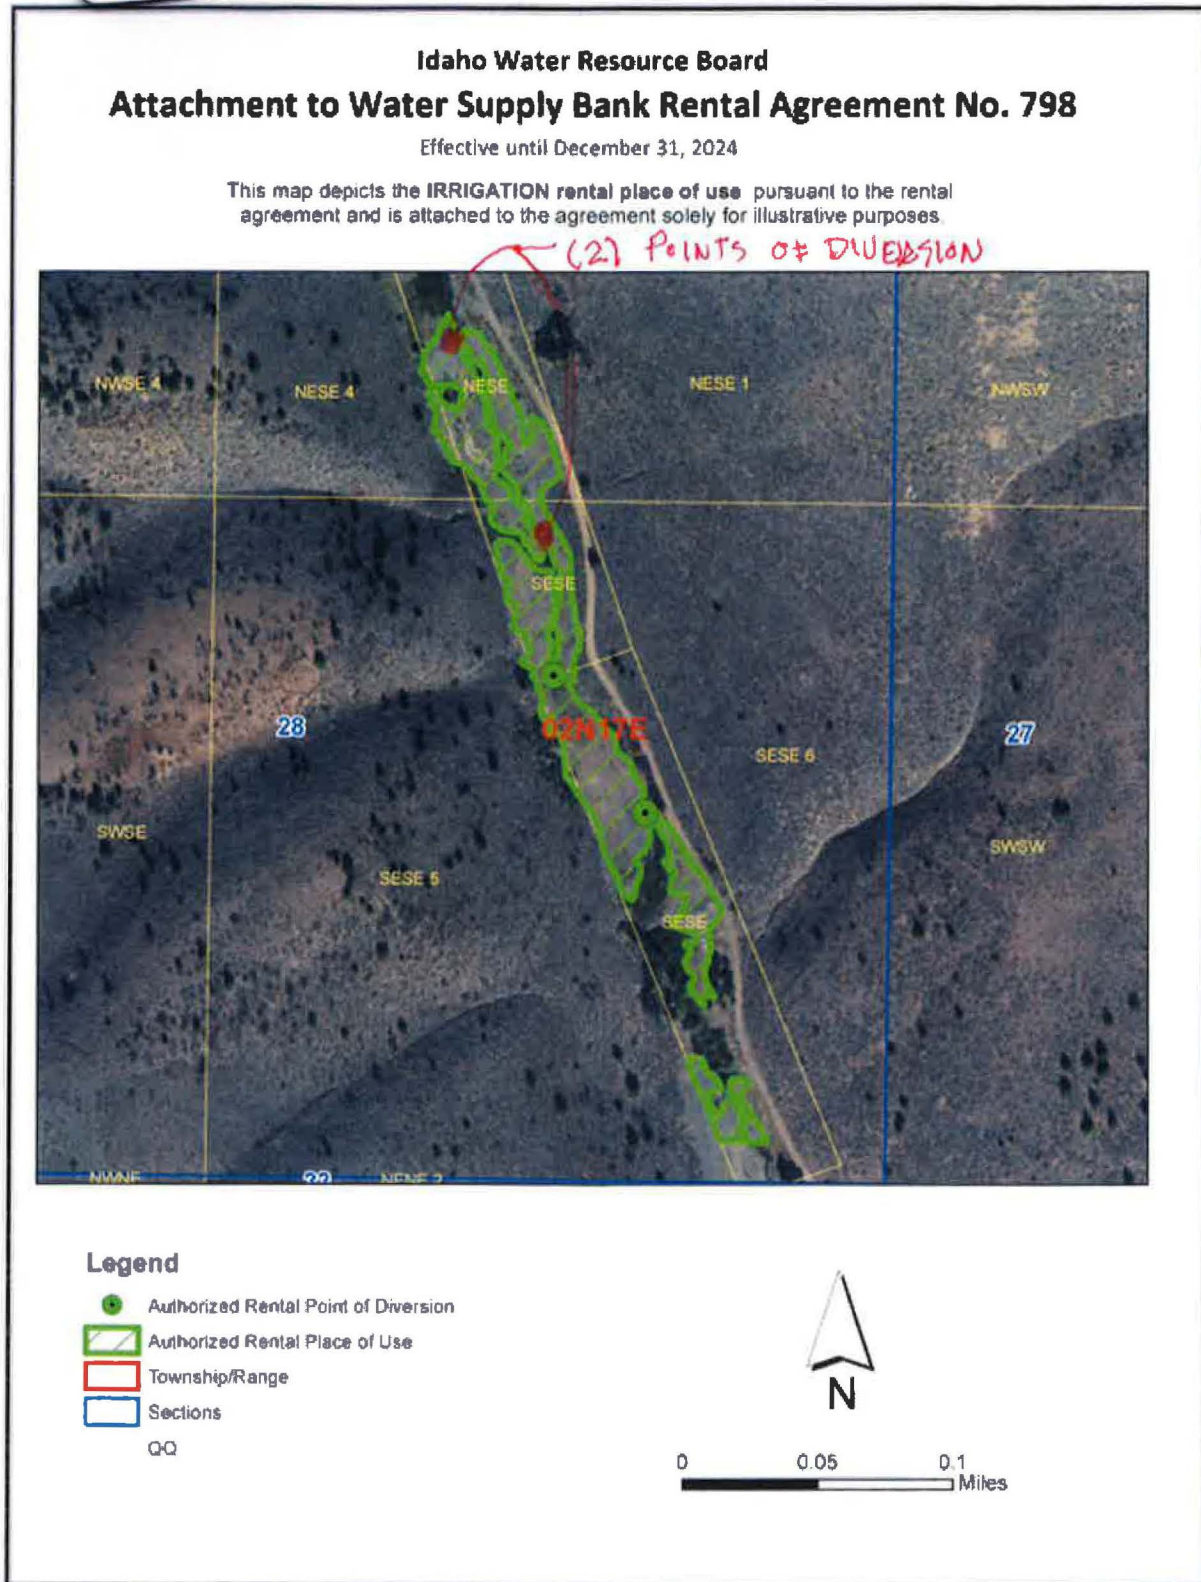 Idaho Water Resource Board
Attachment to Water Supply Bank Rental Agreement No. 798
Effective until December 31, 2024
This map depicts the IRRIGATION rental place of use pursuant to the rental
agreement and is attached to the agreement solely for illustrative purposes
(2) POINTS OF DIVERSION
NWSE 4
NESE 4
NESE
NESE 1
NWSW
SESE
28
02N17E
SESE 6
27
SWSE
SESE 5
SWSW
SESE
NWNE
NENE 2
Legend
Authorized Rental Point of Diversion
Authorized Rental Place of Use
Township/Range
Sections
QQ
N
0 0.05 0.1
Miles